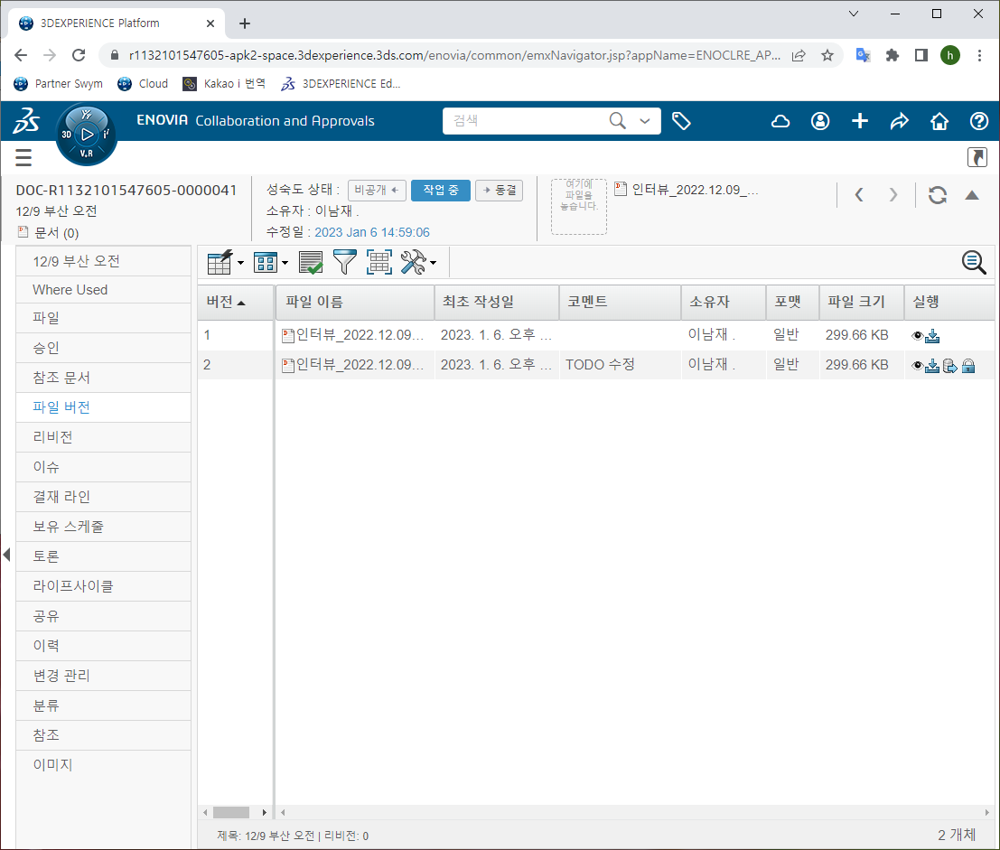 3DEXPERIENCE Platform
r1132101547605-apk2-space.3dexperience.3ds.com/enovia/common/emxNavigator.jsp?appName=ENOCLRE_AP...
h
Partner Swym
Cloud
Kakao i 번역
3DEXPERIENCE Ed...
3D
V.R
ENOVIA Collaboration and Approvals
검색
DOC-R1132101547605-0000041
12/9 부산 오전
문서 (0)
성숙도 상태 : 비공개 작업 중 동결
소유자 : 이남재 .
수정일 : 2023 Jan 6 14:59:06
여기에
파일을
놓습니다.
인터뷰_2022.12.09_...
12/9 부산 오전
Where Used
파일
승인
참조 문서
파일 버전
리비전
이슈
결재 라인
보유 스케줄
토론
라이프사이클
공유
이력
변경 관리
분류
참조
이미지
버전 파일 이름 최초 작성일 코멘트 소유자 포맷 파일 크기 실행
1 인터뷰_2022.12.09... 2023. 1. 6. 오후 ... 이남재 . 일반 299.66 KB
2 인터뷰_2022.12.09... 2023. 1. 6. 오후 ... TODO 수정 이남재 . 일반 299.66 KB
제목: 12/9 부산 오전 | 리비전: 0
2 개체